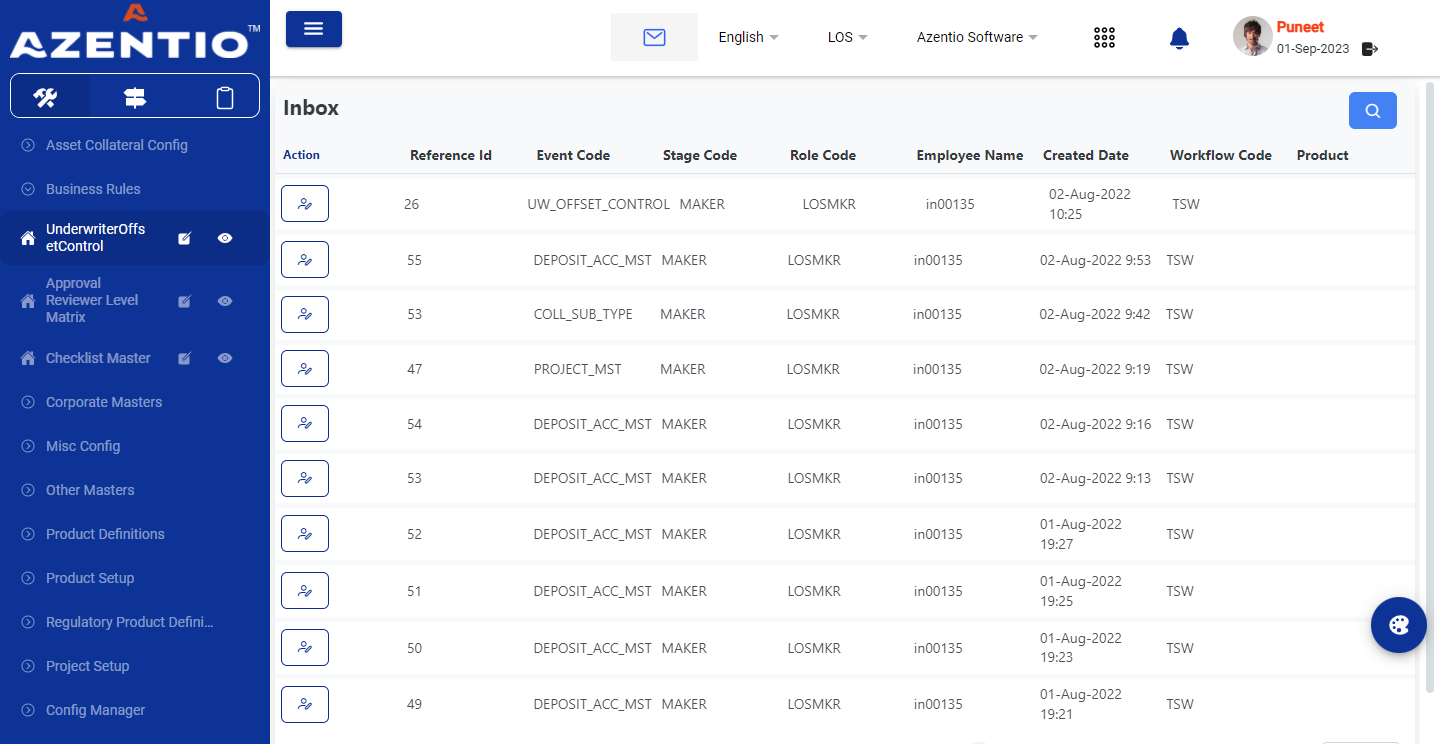 AZENTIO™
English
LOS
Azentio Software
Puneet
01-Sep-2023
Asset Collateral Config
Business Rules
UnderwriterOffs
etControl
Approval
Reviewer Level
Matrix
Checklist Master
Corporate Masters
Misc Config
Other Masters
Product Definitions
Product Setup
Regulatory Product Defini...
Project Setup
Config Manager
Inbox
Action Reference Id Event Code Stage Code Role Code Employee Name Created Date Workflow Code Product
26 UW_OFFSET_CONTROL MAKER LOSMKR in00135 02-Aug-2022 TSW
10:25
55 DEPOSIT_ACC_MST MAKER LOSMKR in00135 02-Aug-2022 9:53 TSW
53 COLL_SUB_TYPE MAKER LOSMKR in00135 02-Aug-2022 9:42 TSW
47 PROJECT_MST MAKER LOSMKR in00135 02-Aug-2022 9:19 TSW
54 DEPOSIT_ACC_MST MAKER LOSMKR in00135 02-Aug-2022 9:16 TSW
53 DEPOSIT_ACC_MST MAKER LOSMKR in00135 02-Aug-2022 9:13 TSW
52 DEPOSIT_ACC_MST MAKER LOSMKR in00135 01-Aug-2022 TSW
19:27
51 DEPOSIT_ACC_MST MAKER LOSMKR in00135 01-Aug-2022 TSW
19:25
50 DEPOSIT_ACC_MST MAKER LOSMKR in00135 01-Aug-2022 TSW
19:23
49 DEPOSIT_ACC_MST MAKER LOSMKR in00135 01-Aug-2022 TSW
19:21